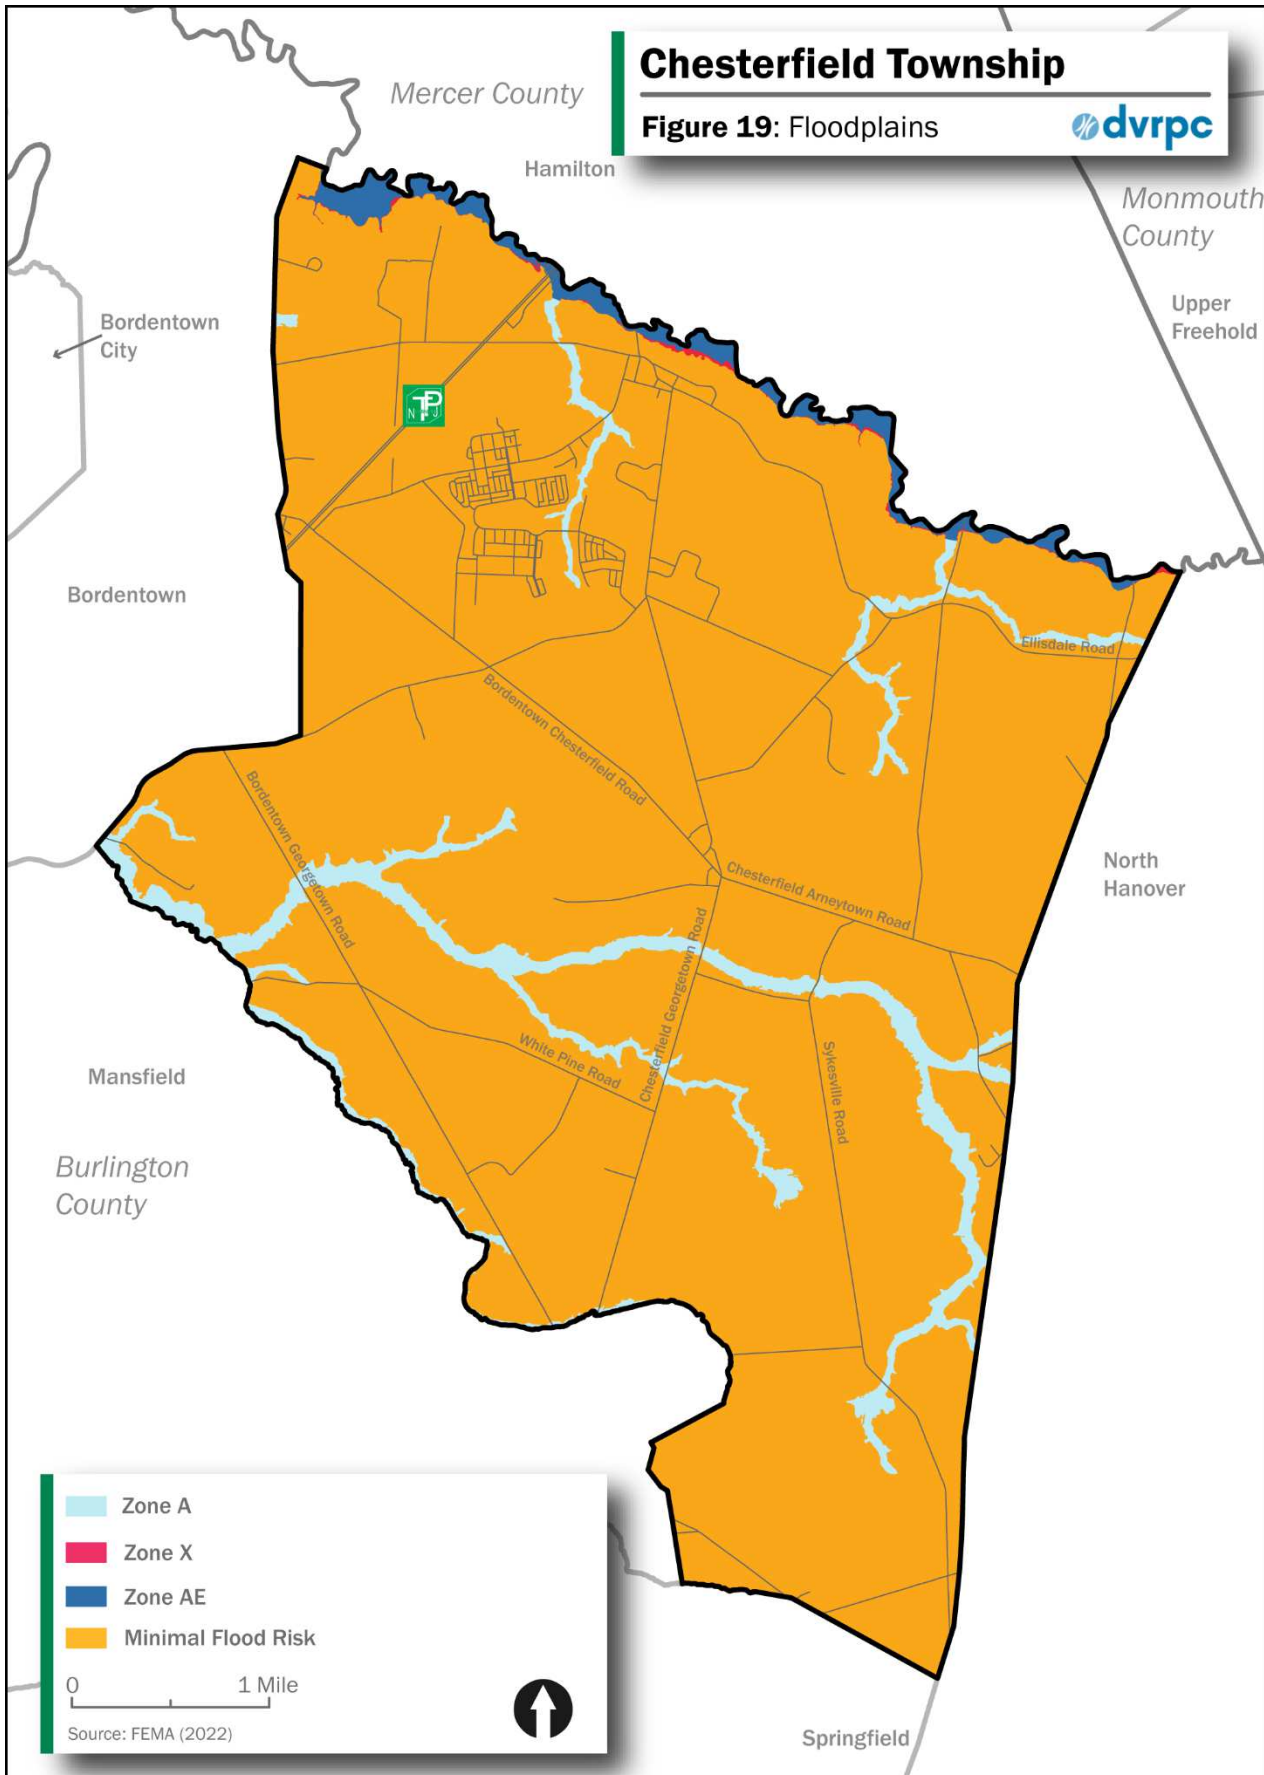 Chesterfield Township
Figure 19: Floodplains
dvrpc
Mercer County
Hamilton
Monmouth
County
Upper
Freehold
Bordentown
City
TP
N J
Bordentown
Ellisdale Road
Bordentown Chesterfield Road
Bordentown Georgetown Road
North
Hanover
Chesterfield Arneytown Road
Chesterfield Georgetown Road
White Pine Road
Sykesville Road
Mansfield
Burlington
County
Zone A
Zone X
Zone AE
Minimal Flood Risk
0 1 Mile
Source: FEMA (2022)
Springfield